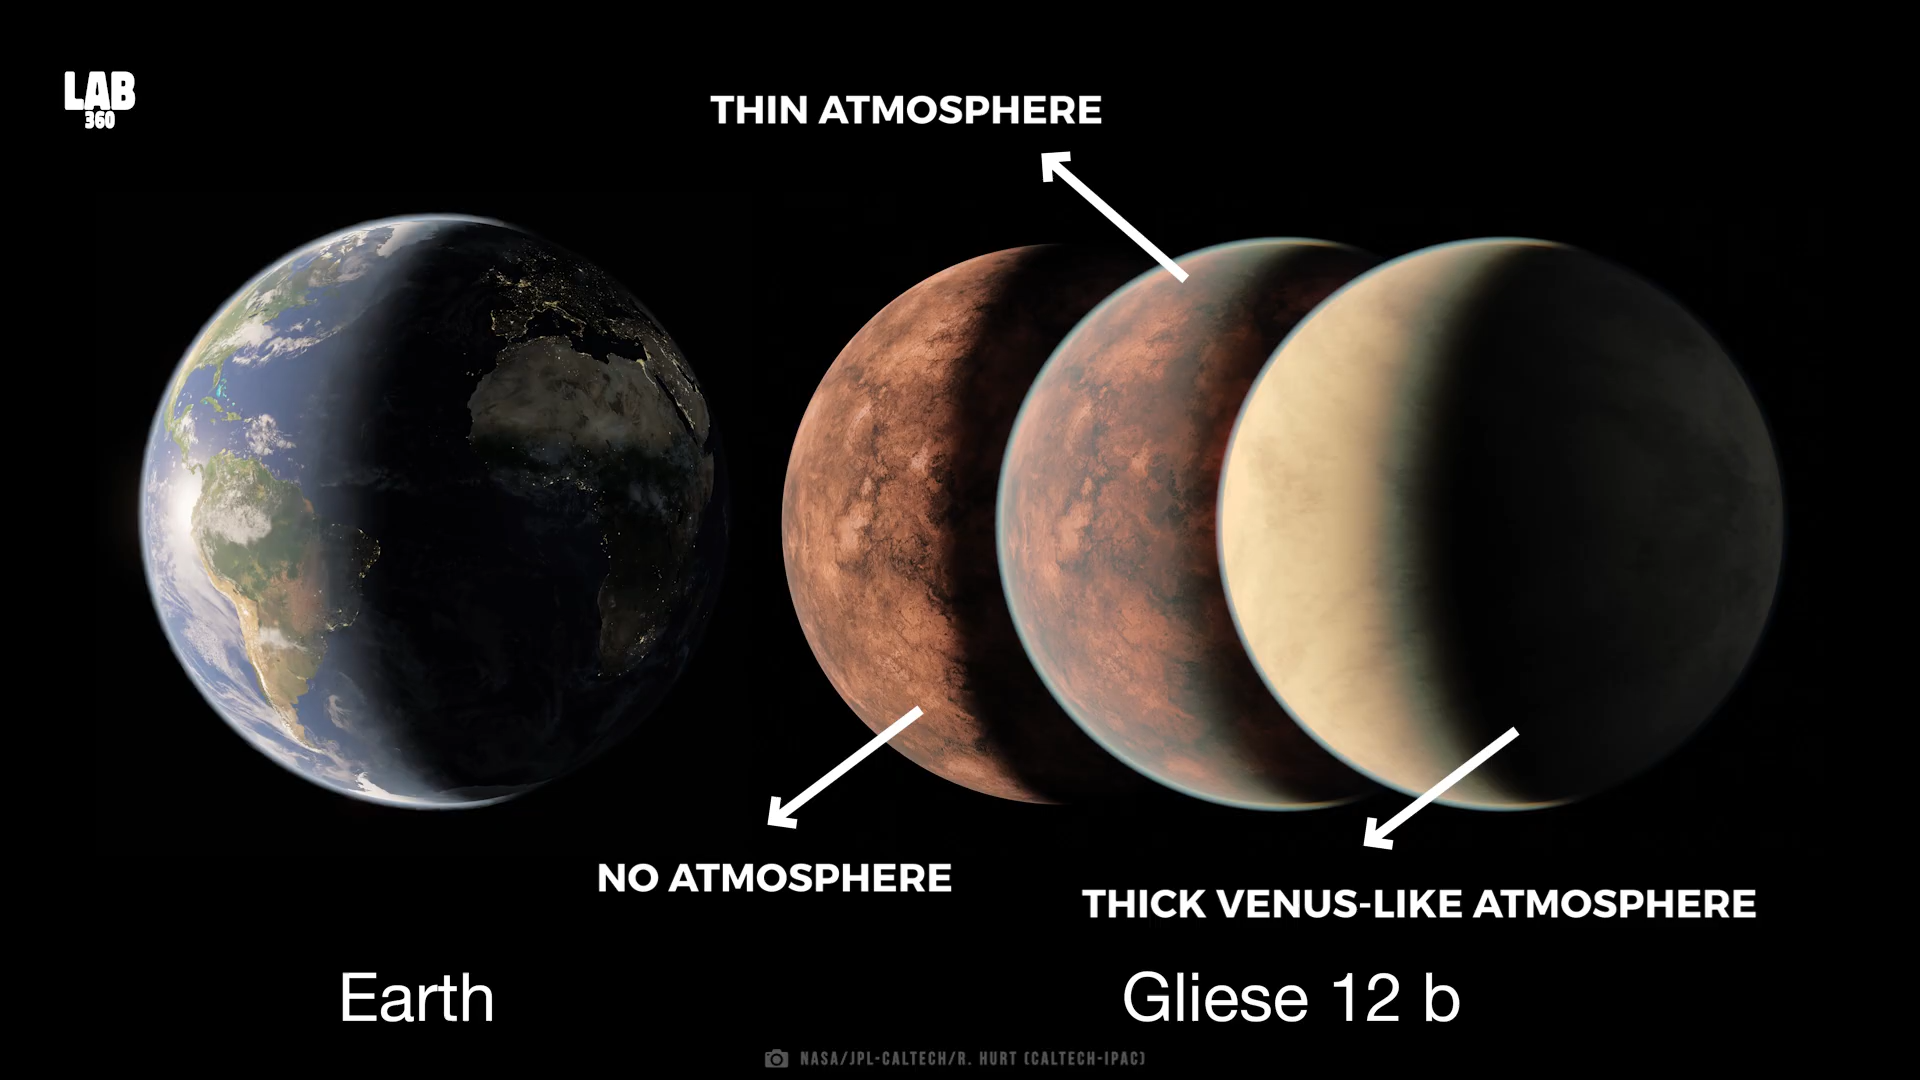 LAB
360
THIN ATMOSPHERE
NO ATMOSPHERE
THICK VENUS-LIKE ATMOSPHERE
Earth
Gliese 12 b
NASA/JPL-CALTECH/R. HURT (CALTECH-IPAC)